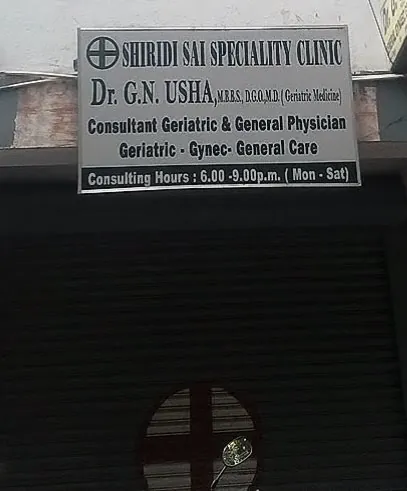 SHIRIDI SAI SPECIALITY CLINIC
Dr. G.N. USHA, M.B.B.S., D.G.O., M.D. ( Geriatric Medicine)
Consultant Geriatric & General Physician
Geriatric - Gynec- General Care
Consulting Hours : 6.00 -9.00p.m. ( Mon - Sat)